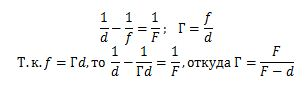 1/d − 1/f = 1/F; Γ = f/d
Т. к. f = Γd, то 1/d − 1/Γd = 1/F, откуда Γ = F/(F − d)